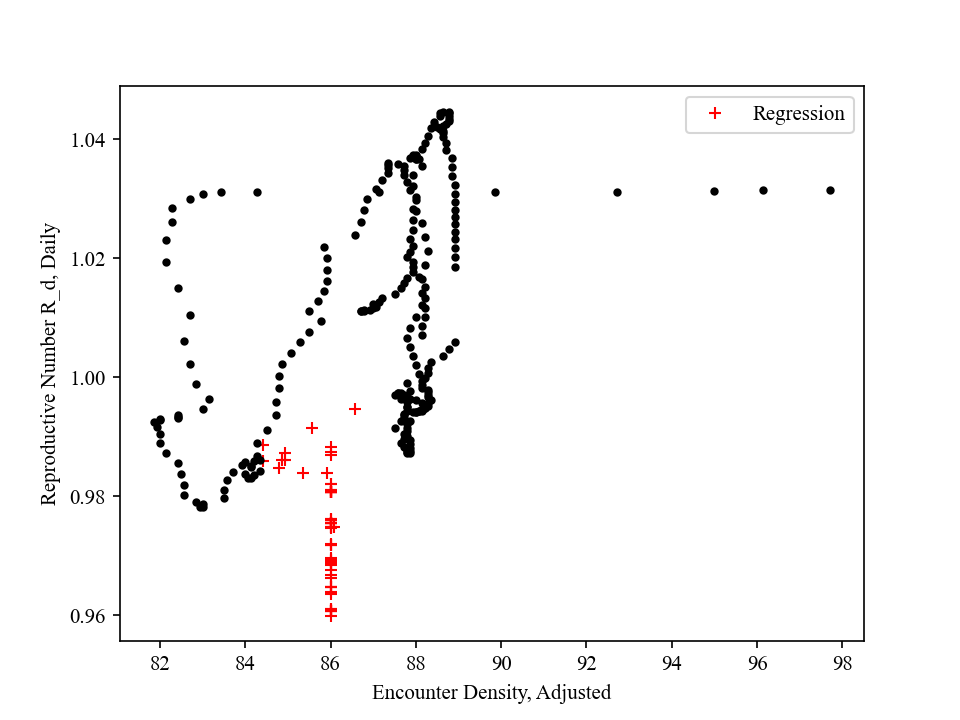 Regression
1.04
1.02
1.00
0.98
0.96
Reproductive Number R_d, Daily
82 84 86 88 90 92 94 96 98
Encounter Density, Adjusted